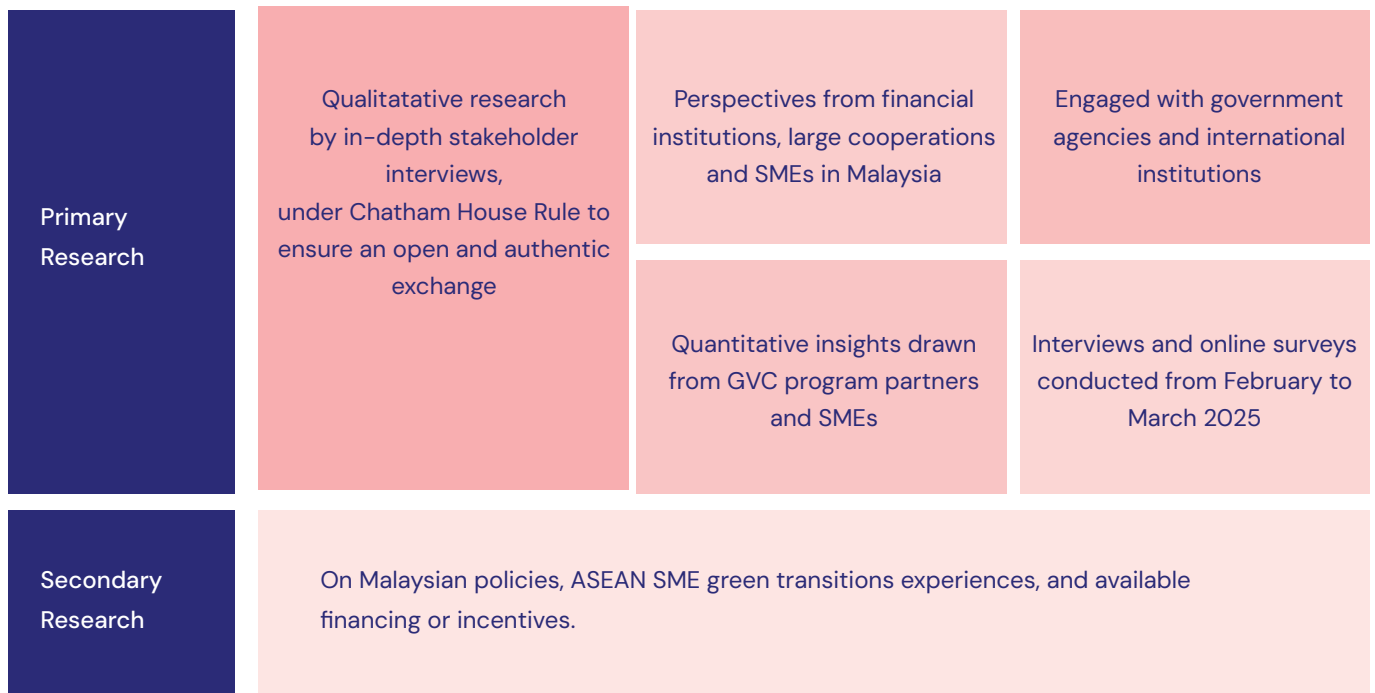 Primary
Research
Qualitatative research
by in-depth stakeholder
interviews,
under Chatham House Rule to
ensure an open and authentic
exchange
Perspectives from financial
institutions, large cooperations
and SMEs in Malaysia
Engaged with government
agencies and international
institutions
Quantitative insights drawn
from GVC program partners
and SMEs
Interviews and online surveys
conducted from February to
March 2025
Secondary
Research
On Malaysian policies, ASEAN SME green transitions experiences, and available
financing or incentives.